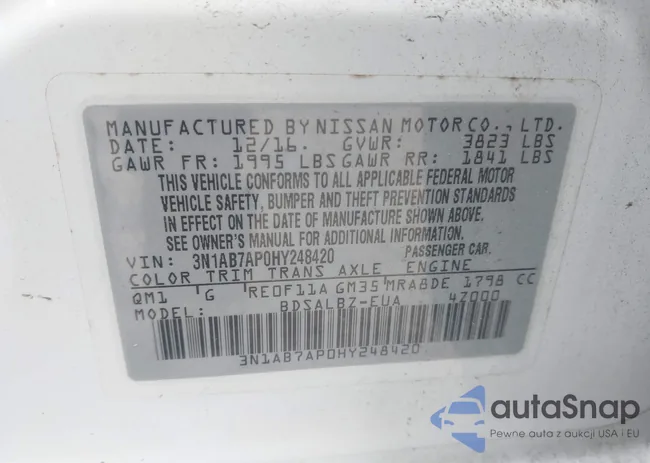 MANUFACTURED BY NISSAN MOTOR CO., LTD.
DATE: 12/16. GVWR: 3823 LBS
GAWR FR: 1995 LBS GAWR RR: 1841 LBS
THIS VEHICLE CONFORMS TO ALL APPLICABLE FEDERAL MOTOR
VEHICLE SAFETY, BUMPER AND THEFT PREVENTION STANDARDS
IN EFFECT ON THE DATE OF MANUFACTURE SHOWN ABOVE.
SEE OWNER'S MANUAL FOR ADDITIONAL INFORMATION.
VIN: 3N1AB7AP0HY248420 PASSENGER CAR.
COLOR TRIM TRANS AXLE ENGINE
QM1 G RE0F11A GM35 MRA8DE 1798 CC
MODEL: BDSALBZ-EUA 4Z000
3N1AB7AP0HY248420
autaSnap
Pewne auta z aukcji USA i EU